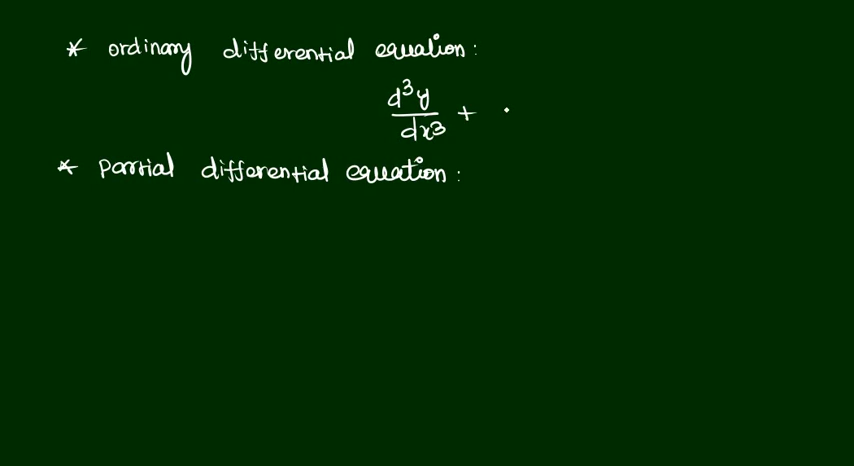 * ordinary differential equation:
d³y/dx3 + .
* Partial differential equation: